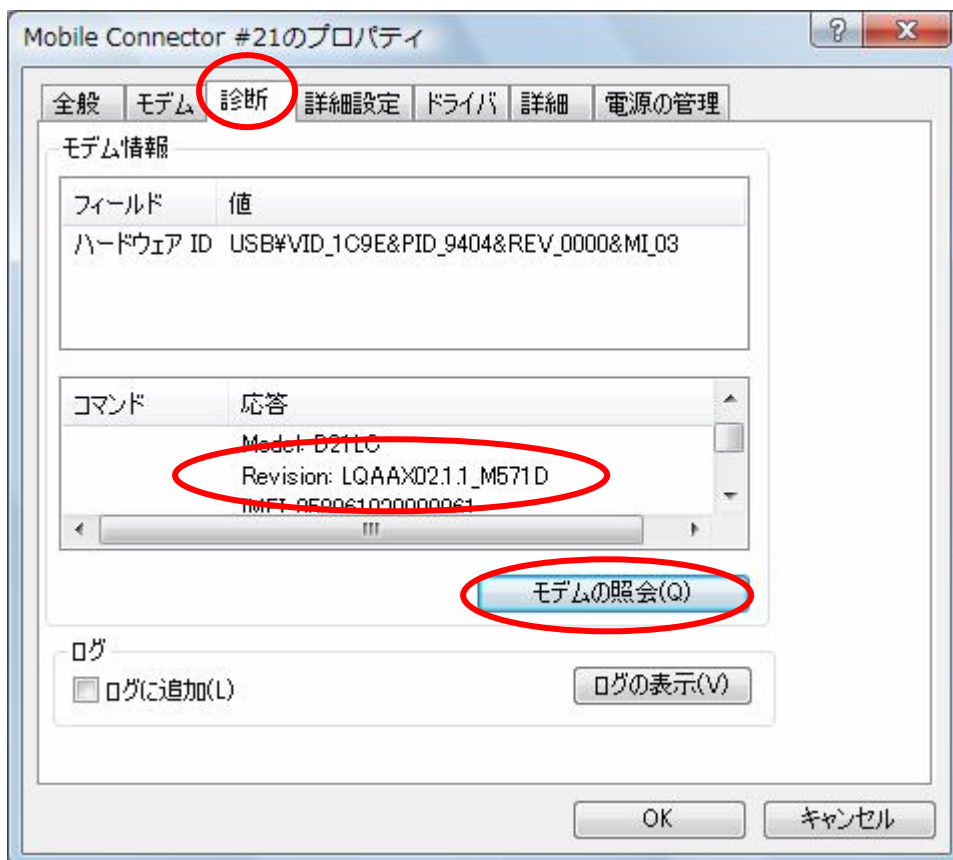 Mobile Connector #21のプロパティ
全般 モデム 診断 詳細設定 ドライバ 詳細 電源の管理
モデム情報
フィールド 値
ハードウェア ID USB¥VID_1C9E&PID_9404&REV_0000&MI_03
コマンド 応答
Model: D21LC
Revision: LQAAX02.1.1_M571D
モデムの照会(Q)
ログ
ログに追加(L) ログの表示(V)
OK キャンセル